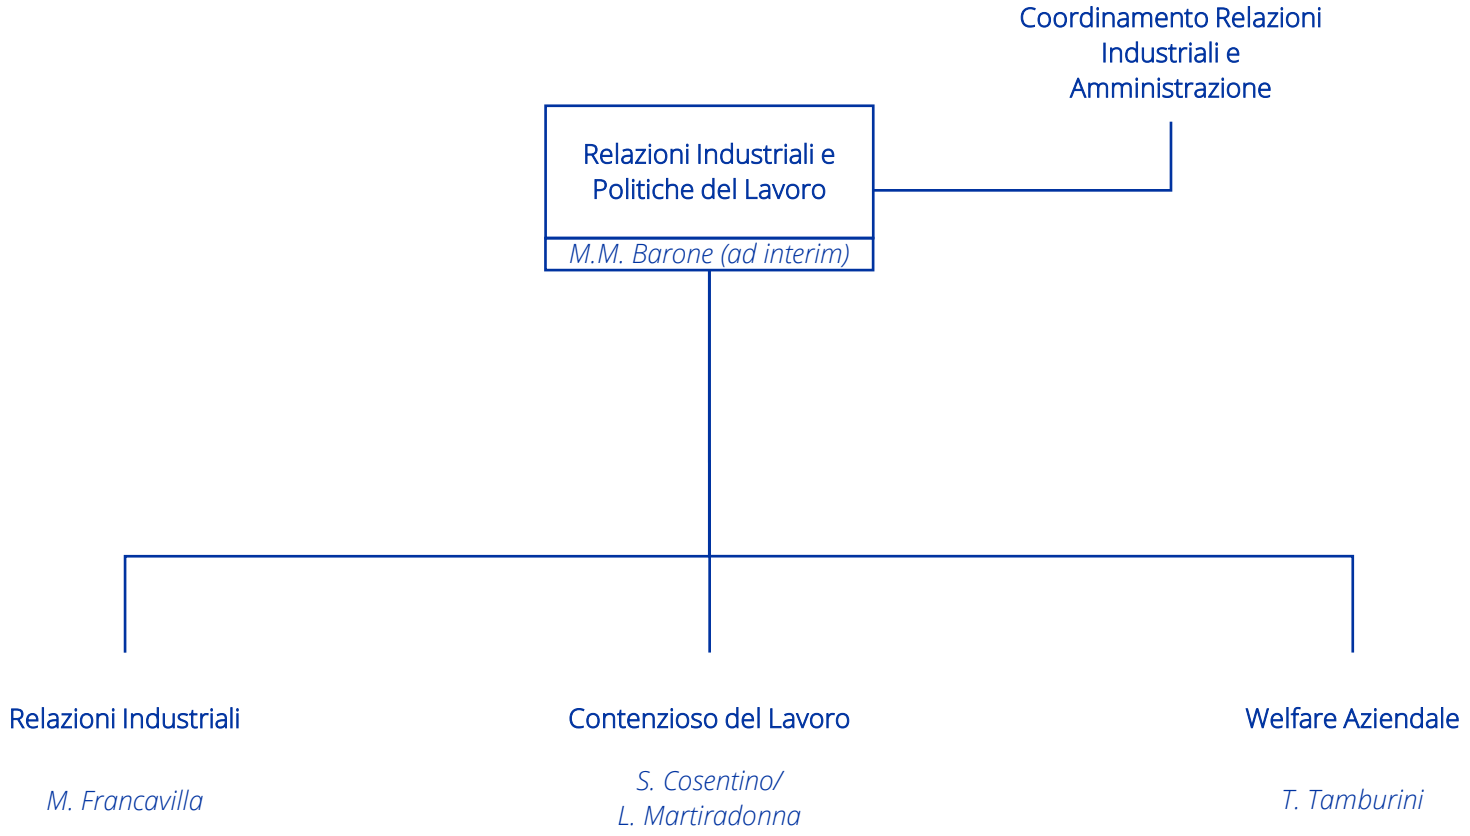 Coordinamento Relazioni
Industriali e
Amministrazione
Relazioni Industriali e
Politiche del Lavoro
M.M. Barone (ad interim)
Relazioni Industriali
M. Francavilla
Contenzioso del Lavoro
S. Cosentino/
L. Martiradonna
Welfare Aziendale
T. Tamburini